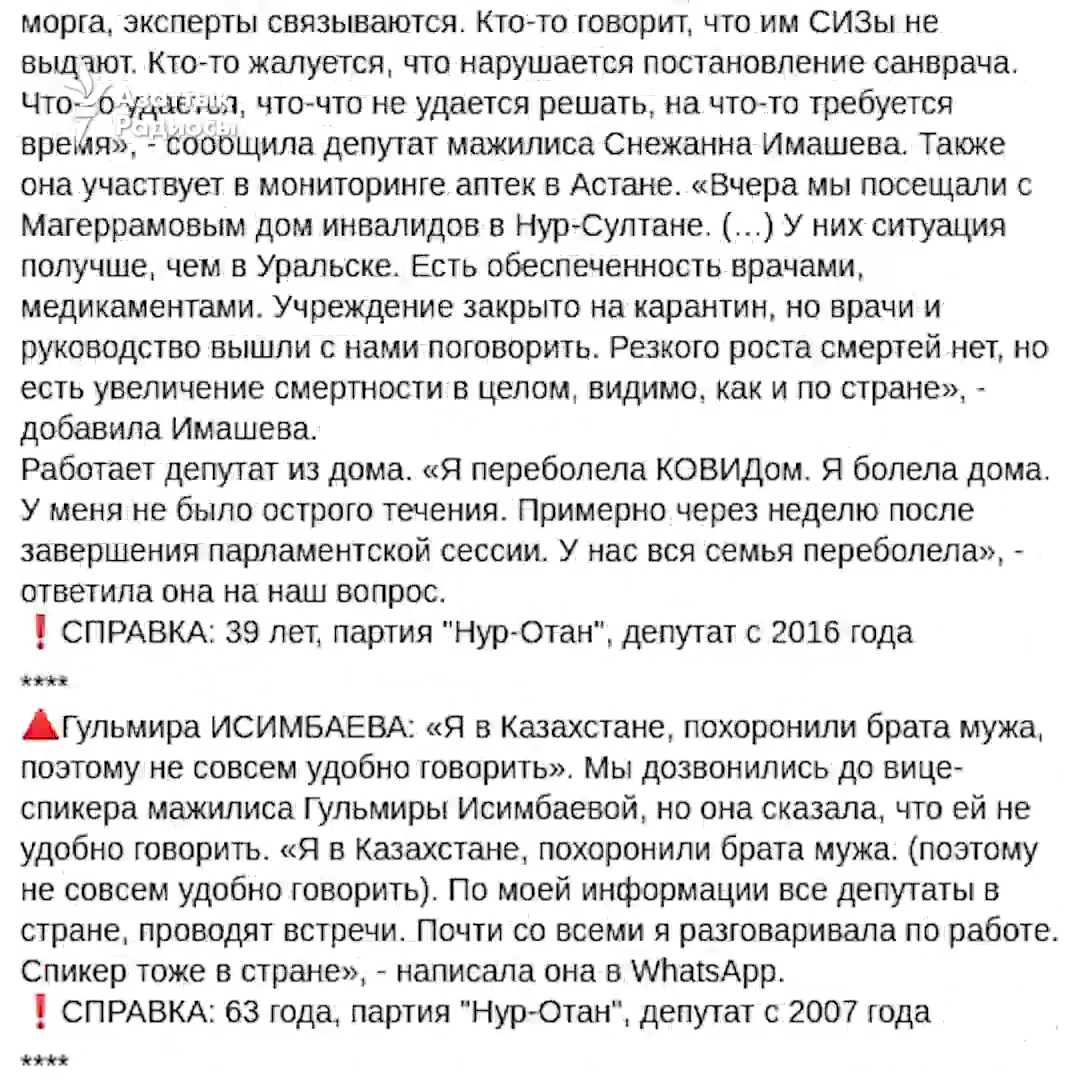 морга, эксперты связываются. Кто-то говорит, что им СИЗы не
выдают. Кто-то жалуется, что нарушается постановление санврача.
Что-то удается, что-что не удается решать, на что-то требуется
Азаттық
Радиосы
время», - сообщила депутат мажилиса Снежанна Имашева. Также
она участвует в мониторинге аптек в Астане. «Вчера мы посещали с
Магеррамовым дом инвалидов в Нур-Султане. (...) У них ситуация
получше, чем в Уральске. Есть обеспеченность врачами,
медикаментами. Учреждение закрыто на карантин, но врачи и
руководство вышли с нами поговорить. Резкого роста смертей нет, но
есть увеличение смертности в целом, видимо, как и по стране», -
добавила Имашева.
Работает депутат из дома. «Я переболела КОВИДом. Я болела дома.
У меня не было острого течения. Примерно через неделю после
завершения парламентской сессии. У нас вся семья переболела», -
ответила она на наш вопрос.
❗ СПРАВКА: 39 лет, партия "Нур-Отан", депутат с 2016 года
****
🔺Гульмира ИСИМБАЕВА: «Я в Казахстане, похоронили брата мужа,
поэтому не совсем удобно говорить». Мы дозвонились до вице-
спикера мажилиса Гульмиры Исимбаевой, но она сказала, что ей не
удобно говорить. «Я в Казахстане, похоронили брата мужа. (поэтому
не совсем удобно говорить). По моей информации все депутаты в
стране, проводят встречи. Почти со всеми я разговаривала по работе.
Спикер тоже в стране», - написала она в WhatsApp.
❗ СПРАВКА: 63 года, партия "Нур-Отан", депутат с 2007 года
****